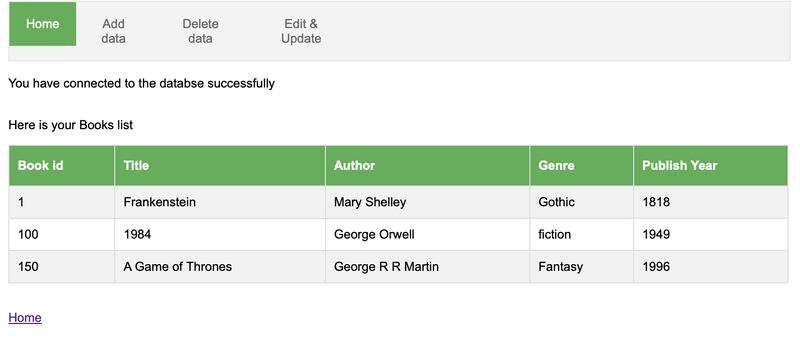 Home Add data Delete data Edit & Update
You have connected to the databse successfully
Here is your Books list
Book id Title Author Genre Publish Year
1 Frankenstein Mary Shelley Gothic 1818
100 1984 George Orwell fiction 1949
150 A Game of Thrones George R R Martin Fantasy 1996
Home